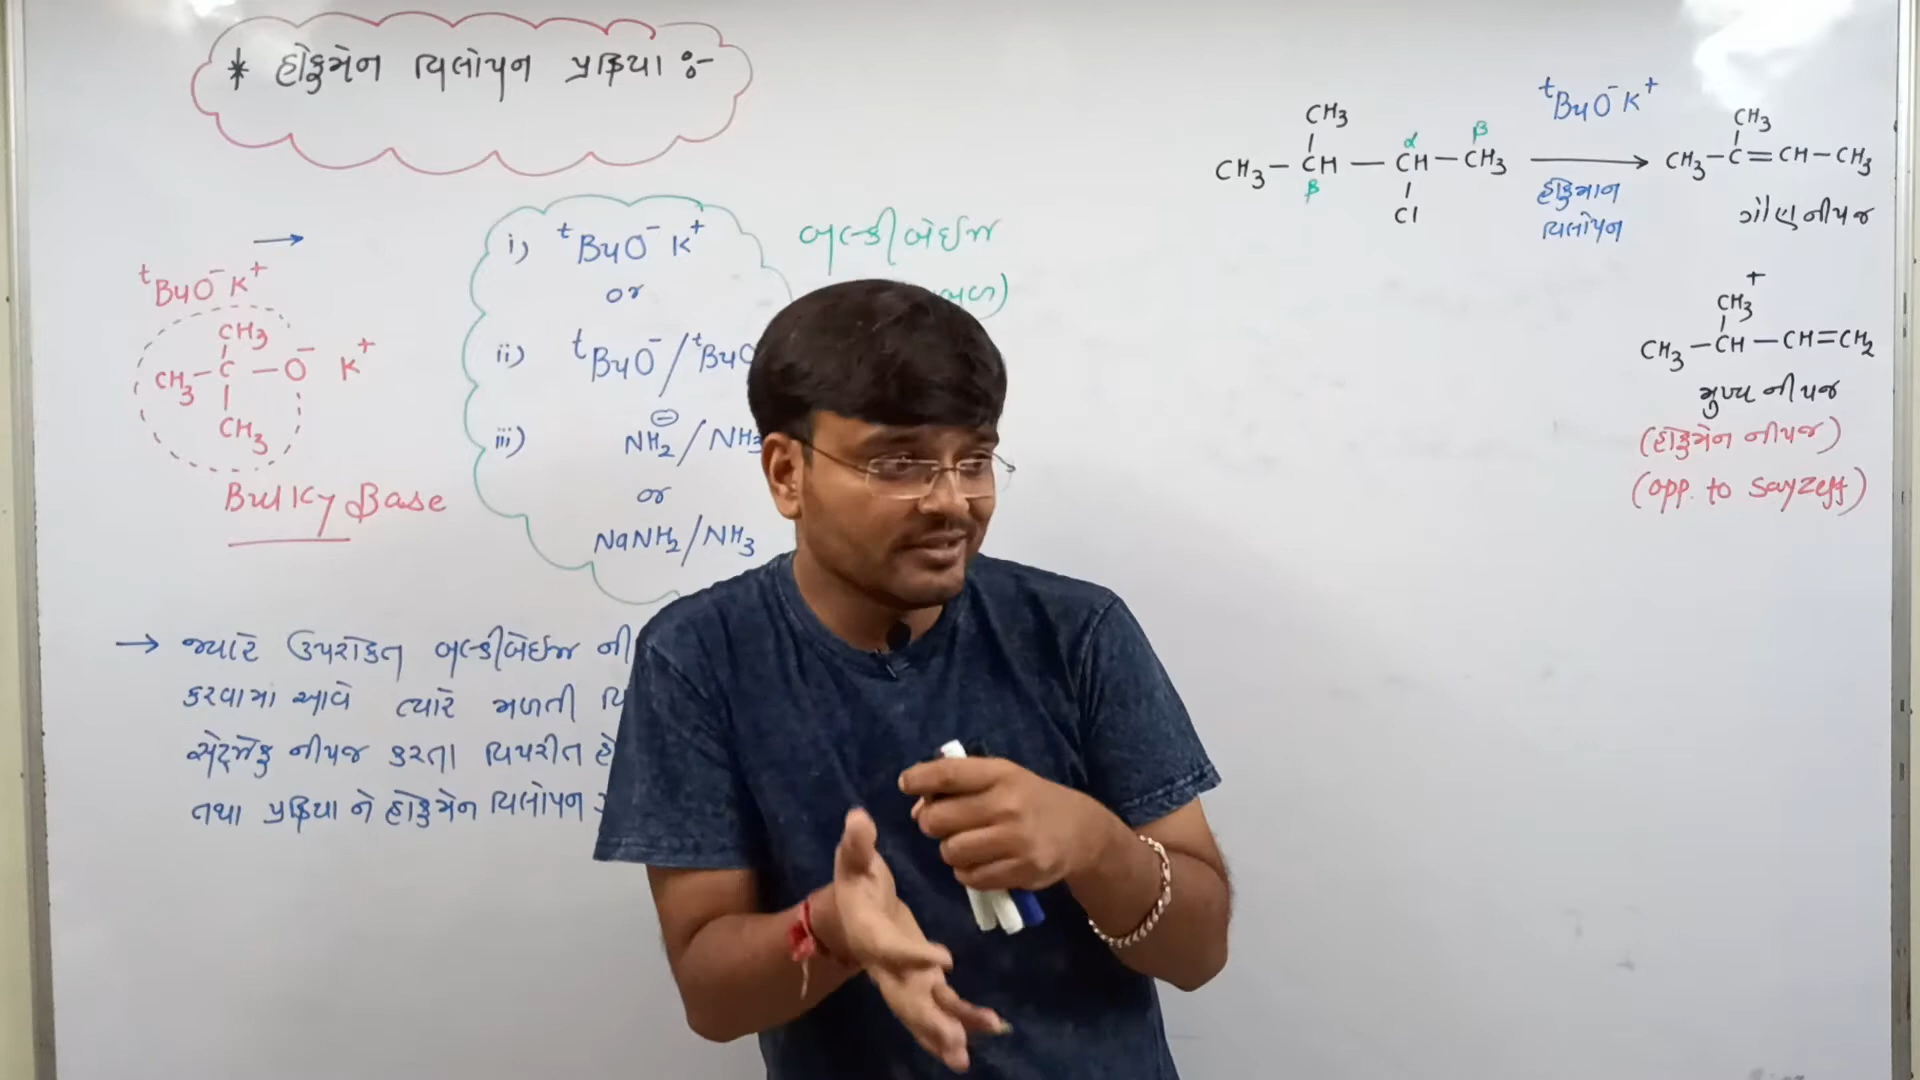 * હોફમેન વિલોપન પ્રક્રિયા :-
ᵗBuO⁻K⁺
CH₃
CH₃-C-O⁻ K⁺
CH₃
Bulky Base
i) ᵗBuO⁻K⁺
or
ii) ᵗBuO⁻/ᵗBuO
iii) NH₂⊖/NH₃
or
NaNH₂/NH₃
બલ્કી બેઈઝ
→ જ્યારે ઉપરોક્ત બલ્કીબેઈઝ ની
કરવામાં આવે ત્યારે મળતી વિ
સેટ્ઝેફ નીપજ કરતા વિપરીત હો
તથા પ્રક્રિયા ને હોફમેન વિલોપન
CH₃
CH₃-CH-CH-CH₃
β α β
Cl
ᵗBuO⁻K⁺
હોફમાન
વિલોપન
CH₃
CH₃-C=CH-CH₃
ગૌણ નીપજ
+
CH₃
CH₃-CH-CH=CH₂
મુખ્ય નીપજ
(હોફમેન નીપજ)
(opp. to Sayzeff)